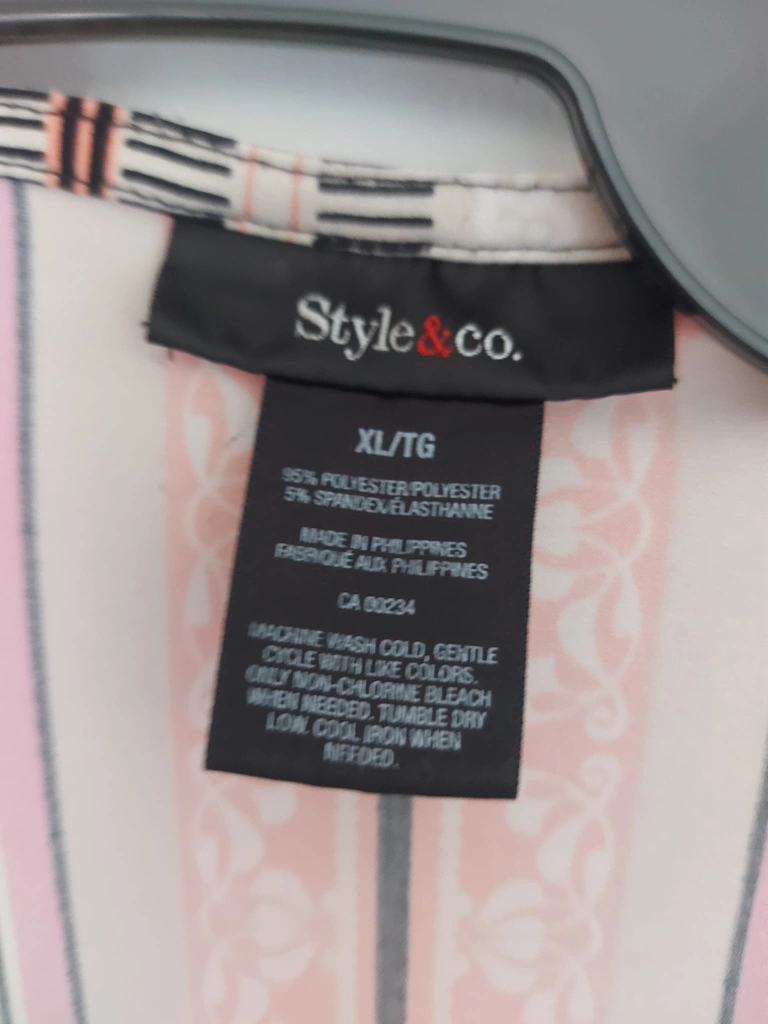 Style&co.
XL/TG
95% POLYESTER/POLYESTER
5% SPANDEX/ÉLASTHANNE
MADE IN PHILIPPINES
FABRIQUÉ AUX PHILIPPINES
CA 00234
MACHINE WASH COLD, GENTLE
CYCLE WITH LIKE COLORS.
ONLY NON-CHLORINE BLEACH
WHEN NEEDED. TUMBLE DRY
LOW. COOL IRON WHEN
NEEDED.